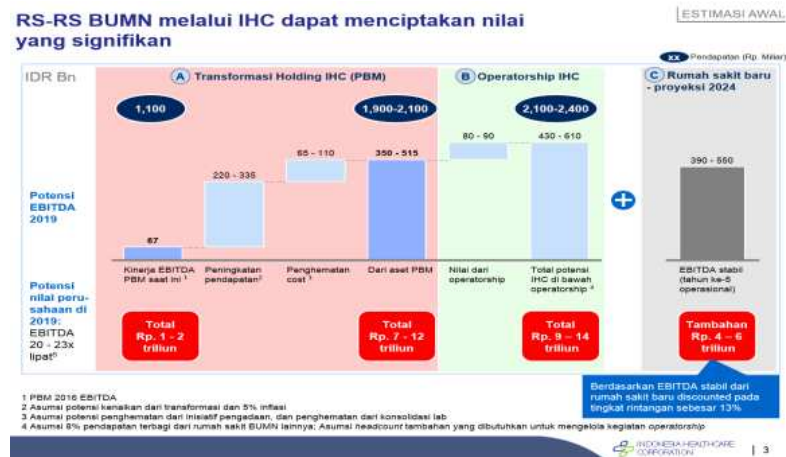 RS-RS BUMN melalui IHC dapat menciptakan nilai
yang signifikan
ESTIMASI AWAL
XX Pendapatan (Rp. Miliar)
IDR Bn
A Transformasi Holding IHC (PBM)
B Operatorship IHC
C Rumah sakit baru
- proyeksi 2024
1,100
1,900-2,100
2,100-2,400
Potensi
EBITDA
2019
67
220 - 335
65 - 110
350 - 515
80 - 90
430 - 610
390 - 550
Kinerja EBITDA
PBM saat ini 1
Peningkatan
pendapatan2
Penghematan
cost 3
Dari aset PBM
Nilai dari
operatorship
Total potensi
IHC di bawah
operatorship 4
EBITDA stabil
(tahun ke-5
operasional)
Potensi
nilai peru-
sahaan di
2019:
EBITDA
20 - 23x
lipat
Total
Rp. 1 - 2
triliun
Total
Rp. 7 - 12
triliun
Total
Rp. 9 – 14
triliun
Tambahan
Rp. 4 – 6
triliun
Berdasarkan EBITDA stabil dari
rumah sakit baru discounted pada
tingkat rintangan sebesar 13%
1 PBM 2016 EBITDA
2 Asumsi potensi kenaikan dari transformasi dan 5% inflasi
3 Asumsi potensi penghematan dari inisiatif pengadaan, dan penghematan dari konsolidasi lab
4 Asumsi 8% pendapatan terbagi dari rumah sakit BUMN lainnya; Asumsi headcount tambahan yang dibutuhkan untuk mengelola kegiatan operatorship
INDONESIA HEALTHCARE
CORPORATION
3